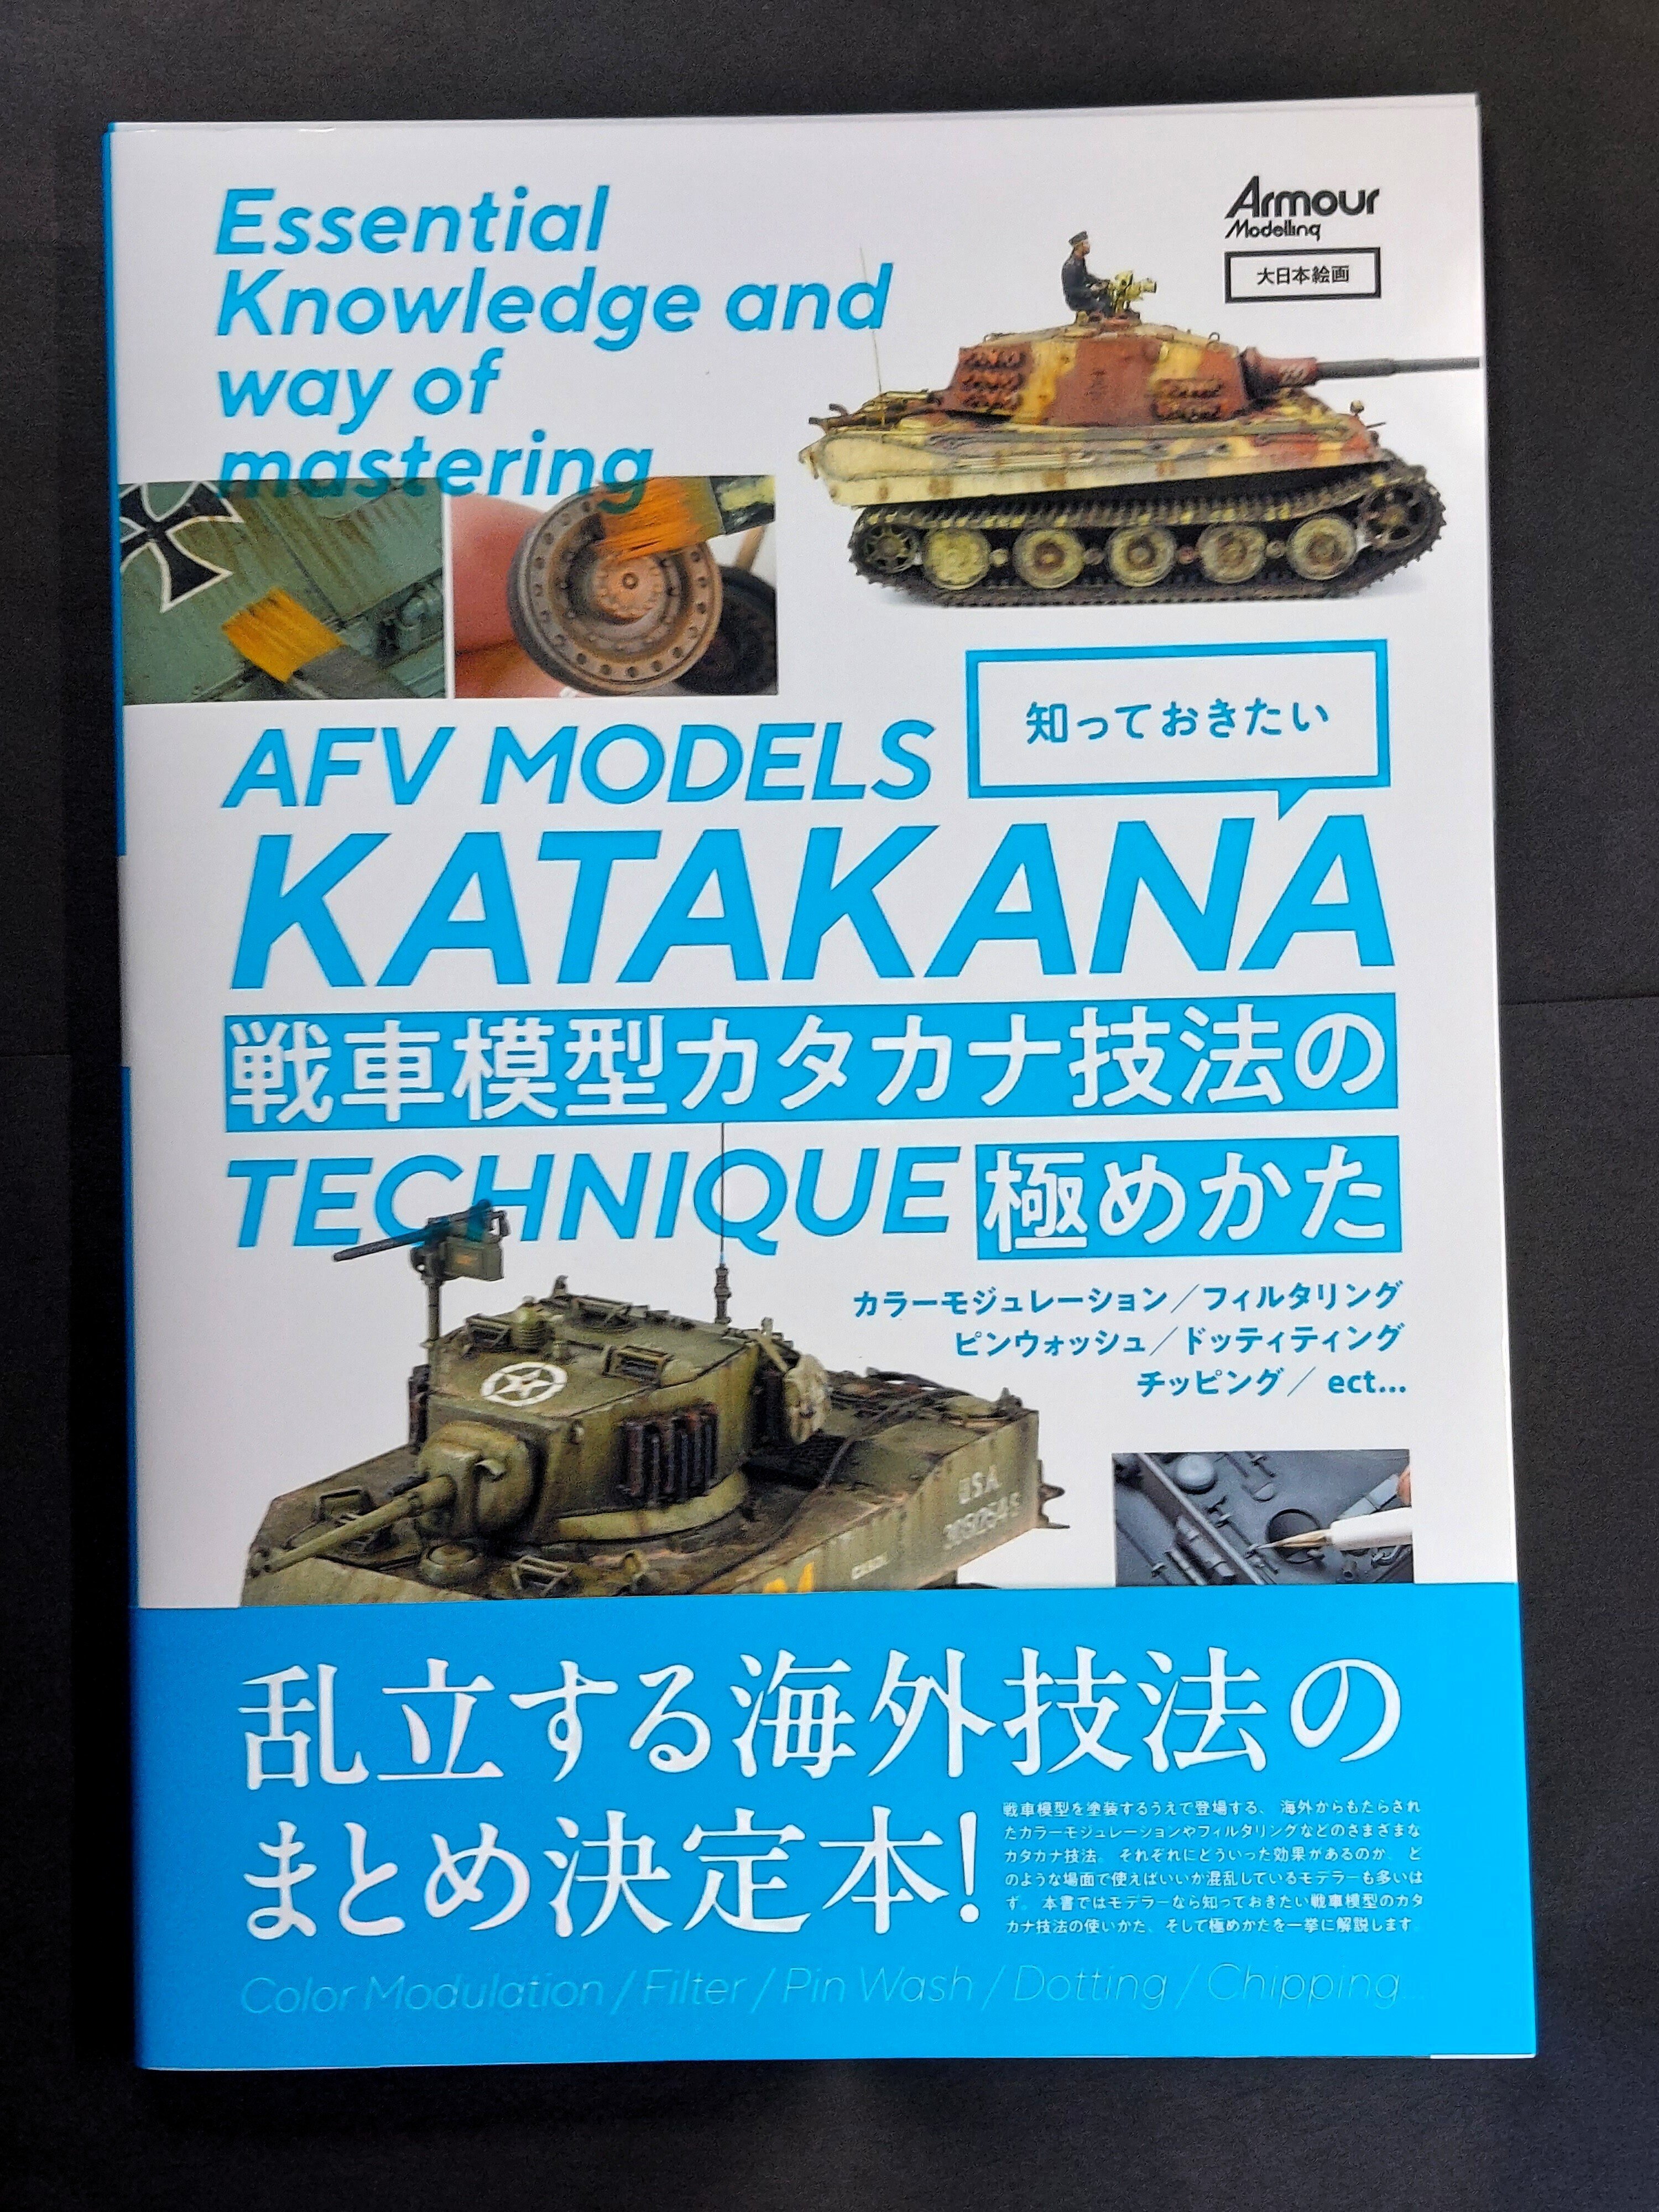 Essential
Knowledge and
way of
mastering
Armour
Modelling
大日本絵画
知っておきたい
AFV MODELS
KATAKANA
戦車模型カタカナ技法の
TECHNIQUE 極めかた
カラーモジュレーション／フィルタリング
ピンウォッシュ／ドッティティング
チッピング／ ect...
U.S.A.
乱立する海外技法の
まとめ決定本!
戦車模型を塗装するうえで登場する、海外からもたらされ
たカラーモジュレーションやフィルタリングなどのさまざまな
カタカナ技法。それぞれにどういった効果があるのか、ど
のような場面で使えばいいか混乱しているモデラーも多いは
ず。本書ではモデラーなら知っておきたい戦車模型のカタ
カナ技法の使いかた、そして極めかたを一挙に解説します
Color Modulation / Filter / Pin Wash / Dotting / Chipping...